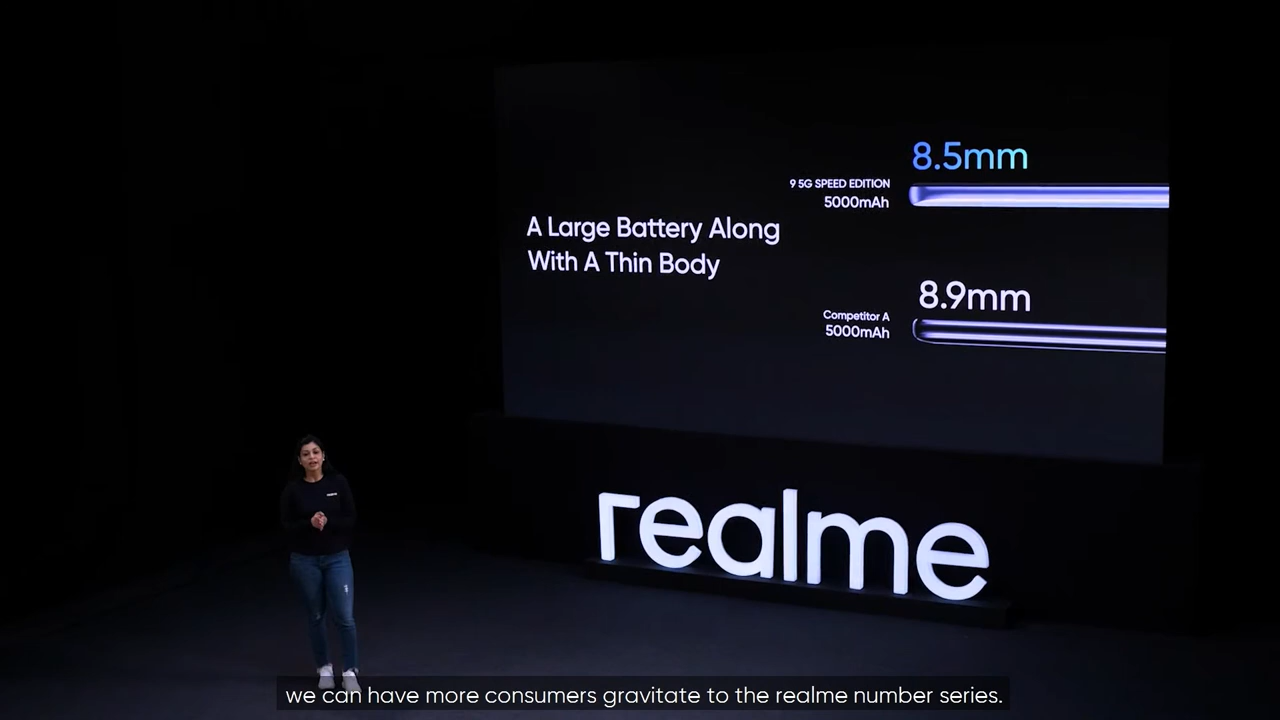 8.5mm
9 5G SPEED EDITION
5000mAh
A Large Battery Along
With A Thin Body
8.9mm
Competitor A
5000mAh
realme
we can have more consumers gravitate to the realme number series.